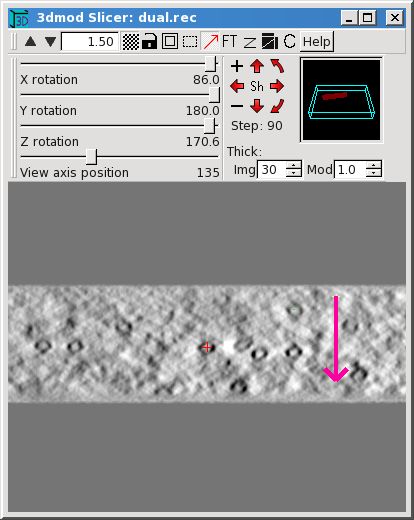 3dmod Slicer: dual.rec
1.50 FT Z C Help
X rotation 86.0
Y rotation 180.0
Z rotation 170.6
View axis position 135
Sh
Step: 90
Thick:
Img 30 Mod 1.0